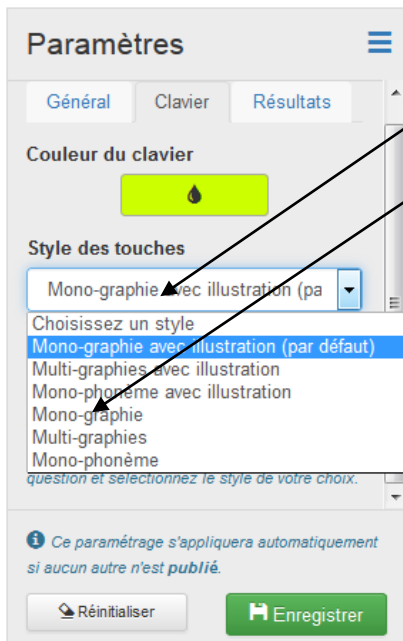 Paramètres
Général Clavier Résultats
Couleur du clavier
Style des touches
Mono-graphie avec illustration (pa
Choisissez un style
Mono-graphie avec illustration (par défaut)
Multi-graphies avec illustration
Mono-phonème avec illustration
Mono-graphie
Multi-graphies
Mono-phonème
question et sélectionnez le style de votre choix.
Ce paramétrage s'appliquera automatiquement
si aucun autre n'est publié.
Réinitialiser Enregistrer